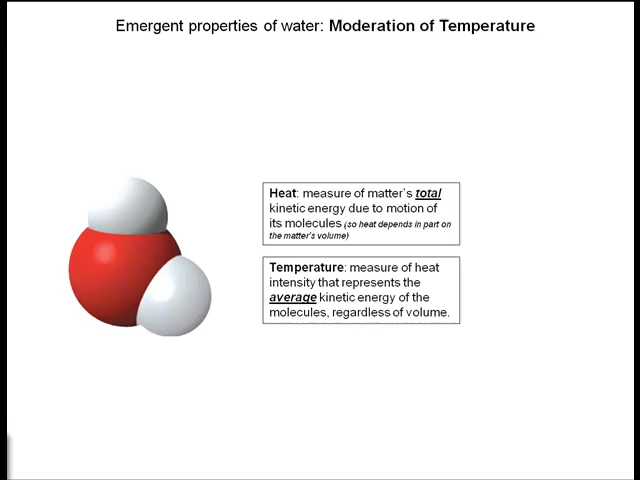 Emergent properties of water: Moderation of Temperature
Heat: measure of matter's total
kinetic energy due to motion of
its molecules (so heat depends in part on
the matter's volume)
Temperature: measure of heat
intensity that represents the
average kinetic energy of the
molecules, regardless of volume.